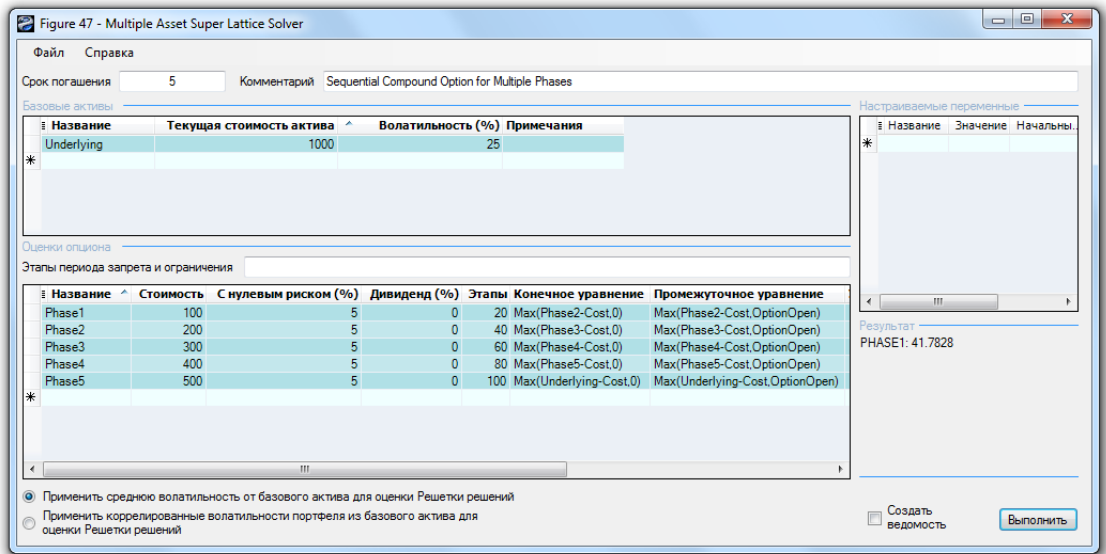 Figure 47 - Multiple Asset Super Lattice Solver
Файл Справка
Срок погашения 5 Комментарий Sequential Compound Option for Multiple Phases
Базовые активы
Название Текущая стоимость актива Волатильность (%) Примечания
Underlying 1000 25
Настраиваемые переменные
Название Значение Начальны..
Оценки опциона
Этапы периода запрета и ограничения
Название Стоимость С нулевым риском (%) Дивиденд (%) Этапы Конечное уравнение Промежуточное уравнение
Phase1 100 5 0 20 Max(Phase2-Cost,0) Max(Phase2-Cost,OptionOpen)
Phase2 200 5 0 40 Max(Phase3-Cost,0) Max(Phase3-Cost,OptionOpen)
Phase3 300 5 0 60 Max(Phase4-Cost,0) Max(Phase4-Cost,OptionOpen)
Phase4 400 5 0 80 Max(Phase5-Cost,0) Max(Phase5-Cost,OptionOpen)
Phase5 500 5 0 100 Max(Underlying-Cost,0) Max(Underlying-Cost,OptionOpen)
Результат
PHASE1: 41.7828
Применить среднюю волатильность от базового актива для оценки Решетки решений
Применить коррелированные волатильности портфеля из базового актива для
оценки Решетки решений
Создать
ведомость
Выполнить